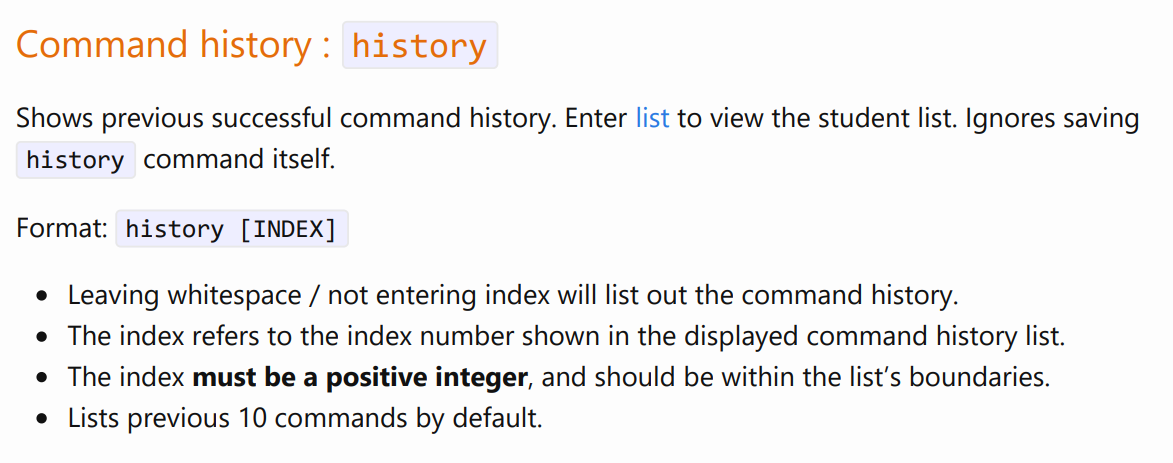 Command history : history
Shows previous successful command history. Enter list to view the student list. Ignores saving
history command itself.
Format: history [INDEX]
• Leaving whitespace / not entering index will list out the command history.
• The index refers to the index number shown in the displayed command history list.
• The index must be a positive integer, and should be within the list’s boundaries.
• Lists previous 10 commands by default.